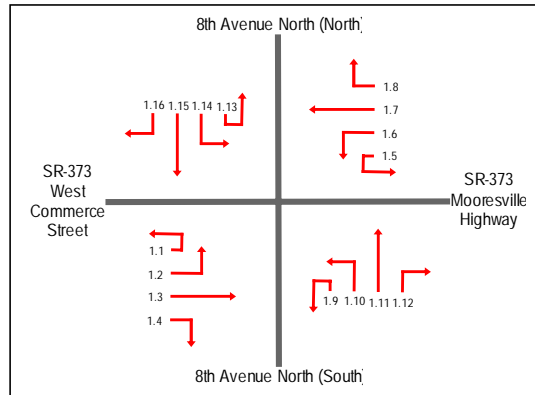 8th Avenue North (North)
1.8
1.16 1.15 1.14 1.13
1.7
1.6
1.5
SR-373
West
Commerce
Street
SR-373
Mooresville
Highway
1.1
1.2
1.3
1.4
1.9 1.10 1.11 1.12
8th Avenue North (South)